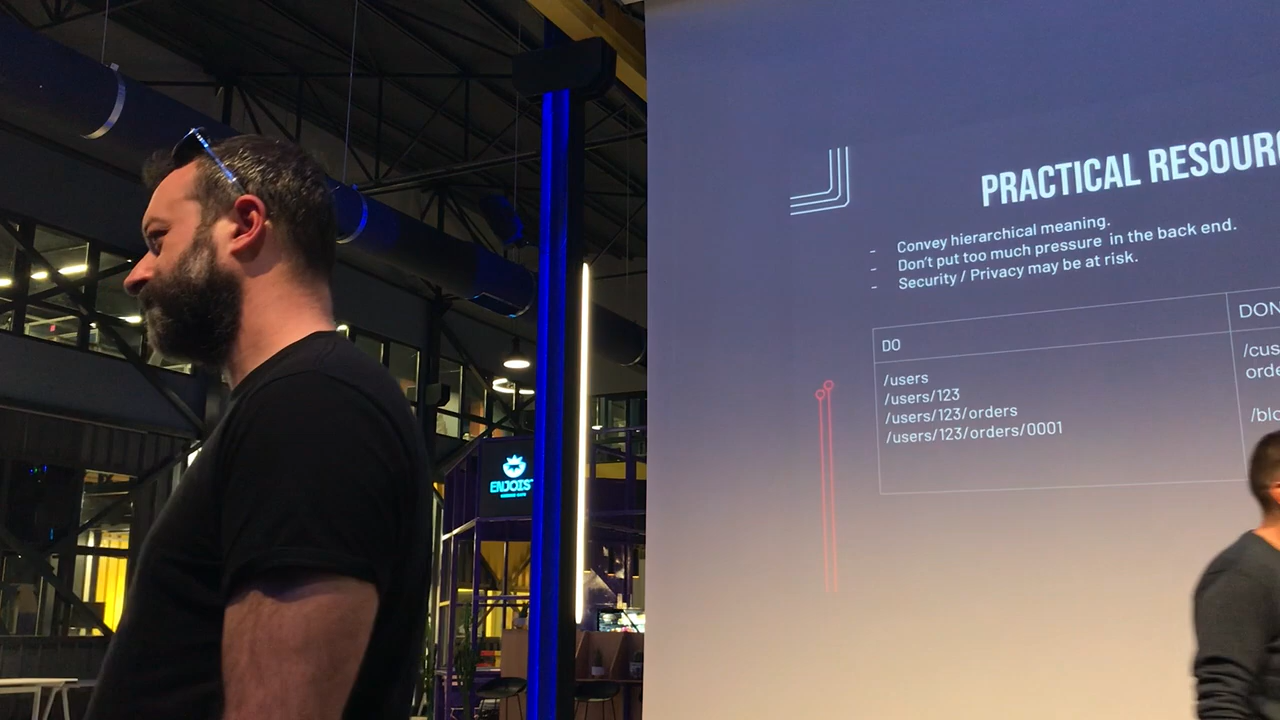 ENJOIST
PRACTICAL RESOUR
- Convey hierarchical meaning.
- Don't put too much pressure in the back end.
- Security / Privacy may be at risk.
DO
/users
/users/123
/users/123/orders
/users/123/orders/0001
DON
/cus
orde
/blo